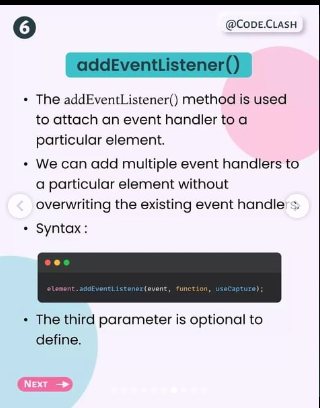 6
@CODE.CLASH
addEventListener()
• The addEventListener() method is used
to attach an event handler to a
particular element.
• We can add multiple event handlers to
a particular element without
overwriting the existing event handlers.
• Syntax :
element.addEventListener(event, function, useCapture);
• The third parameter is optional to
define.
NEXT